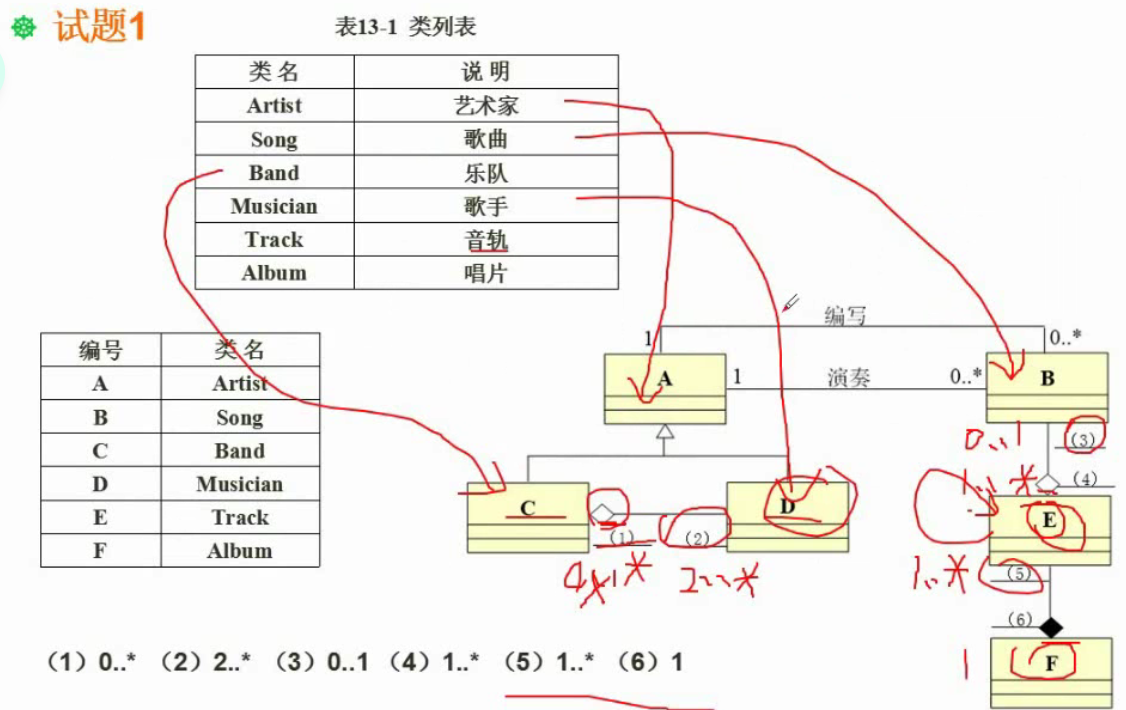 试题1
表13-1 类列表
类名 说明
Artist 艺术家
Song 歌曲
Band 乐队
Musician 歌手
Track 音轨
Album 唱片
编号 类名
A Artist
B Song
C Band
D Musician
E Track
F Album
编写
1 0..*
A 1 演奏 0..* B
0..1 (3)
1..* (4)
C D E
(1) (2)
2..* 1..* (5)
(6)
1 F
(1) 0..* (2) 2..* (3) 0..1 (4) 1..* (5) 1..* (6) 1